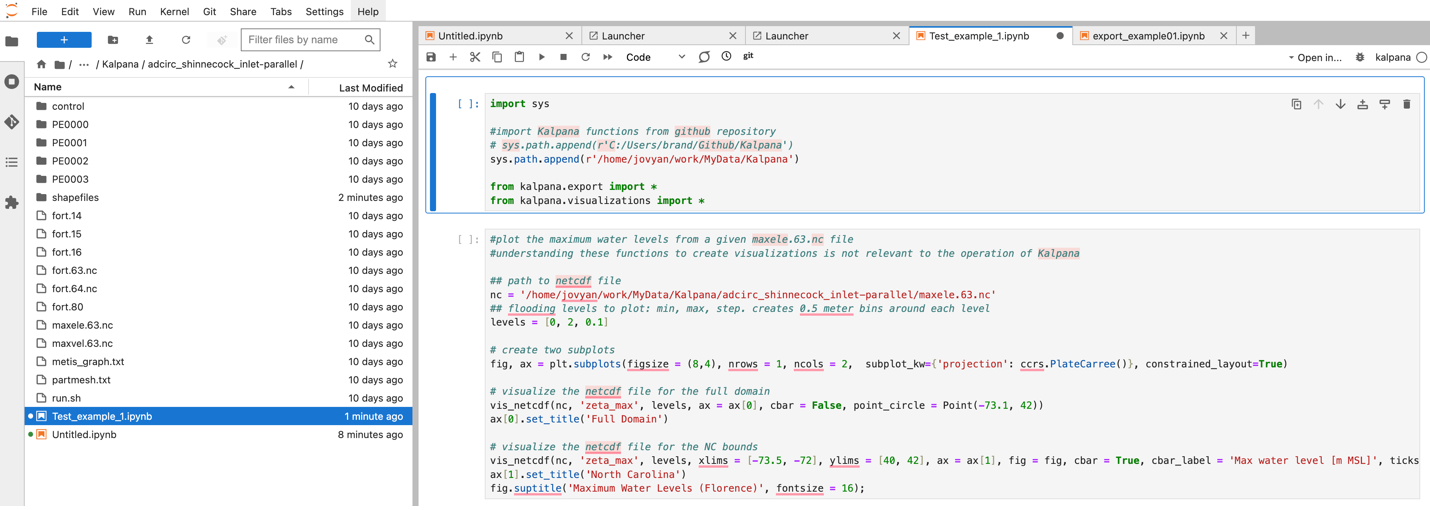 File Edit View Run Kernel Git Share Tabs Settings Help
+ Filter files by name
/ ··· / Kalpana / adcirc_shinnecock_inlet-parallel /
Name Last Modified
control 10 days ago
PE0000 10 days ago
PE0001 10 days ago
PE0002 10 days ago
PE0003 10 days ago
shapefiles 2 minutes ago
fort.14 10 days ago
fort.15 10 days ago
fort.16 10 days ago
fort.63.nc 10 days ago
fort.64.nc 10 days ago
fort.80 10 days ago
maxele.63.nc 10 days ago
maxvel.63.nc 10 days ago
metis_graph.txt 10 days ago
partmesh.txt 10 days ago
run.sh 10 days ago
Test_example_1.ipynb 1 minute ago
Untitled.ipynb 8 minutes ago
Untitled.ipynb Launcher Launcher Test_example_1.ipynb export_example01.ipynb
Code git Open in... kalpana
[ ]: import sys
#import Kalpana functions from github repository
# sys.path.append(r'C:/Users/brand/Github/Kalpana')
sys.path.append(r'/home/jovyan/work/MyData/Kalpana')
from kalpana.export import *
from kalpana.visualizations import *
[ ]: #plot the maximum water levels from a given maxele.63.nc file
#understanding these functions to create visualizations is not relevant to the operation of Kalpana
## path to netcdf file
nc = '/home/jovyan/work/MyData/Kalpana/adcirc_shinnecock_inlet-parallel/maxele.63.nc'
## flooding levels to plot: min, max, step. creates 0.5 meter bins around each level
levels = [0, 2, 0.1]
# create two subplots
fig, ax = plt.subplots(figsize = (8,4), nrows = 1, ncols = 2,  subplot_kw={'projection': ccrs.PlateCarree()}, constrained_layout=True)
# visualize the netcdf file for the full domain
vis_netcdf(nc, 'zeta_max', levels, ax = ax[0], cbar = False, point_circle = Point(-73.1, 42))
ax[0].set_title('Full Domain')
# visualize the netcdf file for the NC bounds
vis_netcdf(nc, 'zeta_max', levels, xlims = [-73.5, -72], ylims = [40, 42], ax = ax[1], fig = fig, cbar = True, cbar_label = 'Max water level [m MSL]', ticks
ax[1].set_title('North Carolina')
fig.suptitle('Maximum Water Levels (Florence)', fontsize = 16);